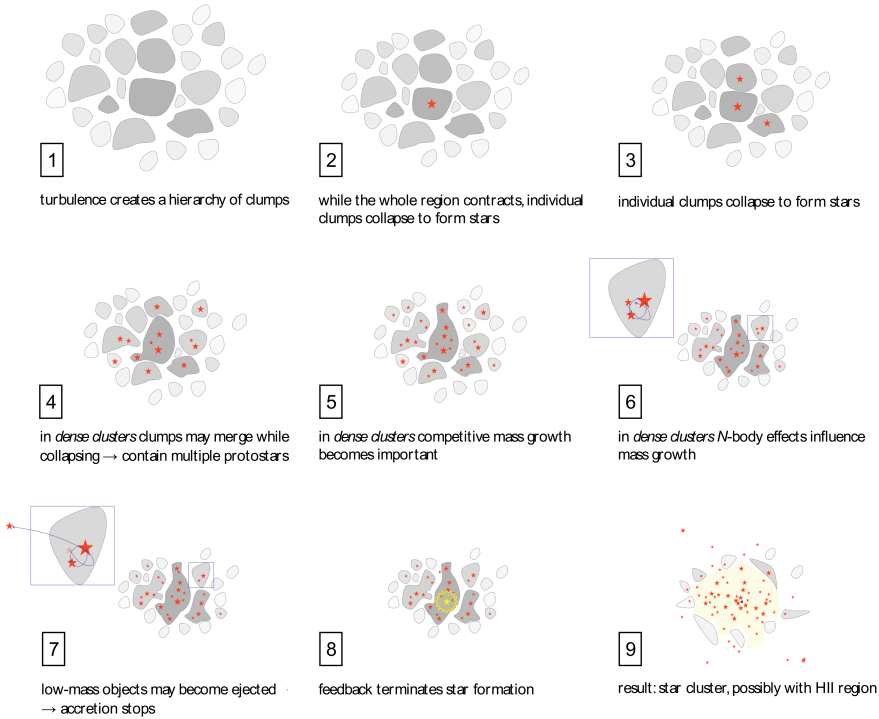 1
turbulence creates a hierarchy of clumps
2
while the whole region contracts, individual
clumps collapse to form stars
3
individual clumps collapse to form stars
4
in dense clusters clumps may merge while
collapsing → contain multiple protostars
5
in dense clusters competitive mass growth
becomes important
6
in dense clusters N-body effects influence
mass growth
7
low-mass objects may become ejected
→ accretion stops
8
feedback terminates star formation
9
result: star cluster, possibly with HII region